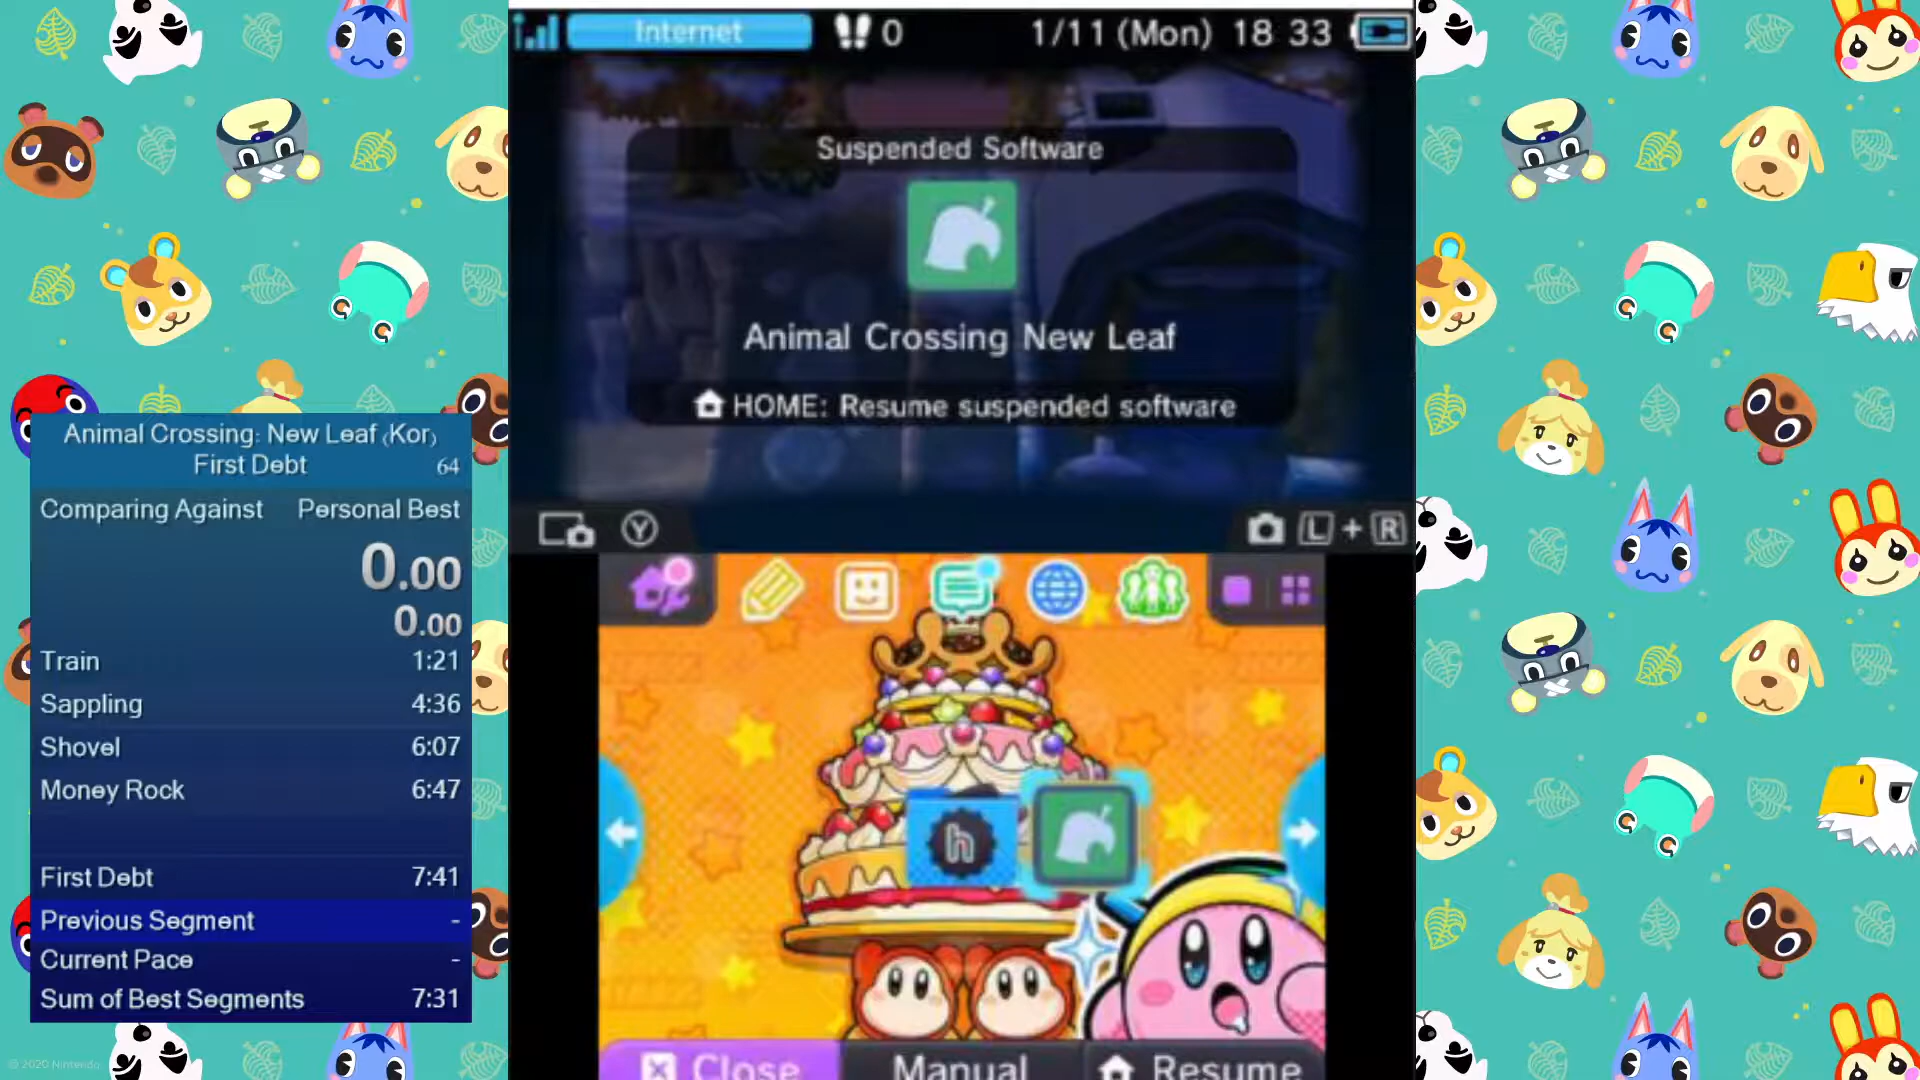 Internet 0 1/11 (Mon) 18 33
Suspended Software
Animal Crossing New Leaf
HOME: Resume suspended software
Y L + R
Animal Crossing: New Leaf (Kor)
First Debt 64
Comparing Against Personal Best
0.00
0.00
Train 1:21
Sappling 4:36
Shovel 6:07
Money Rock 6:47
First Debt 7:41
Previous Segment -
Current Pace -
Sum of Best Segments 7:31
h
X Close Manual Resume
© 2020 Nintendo